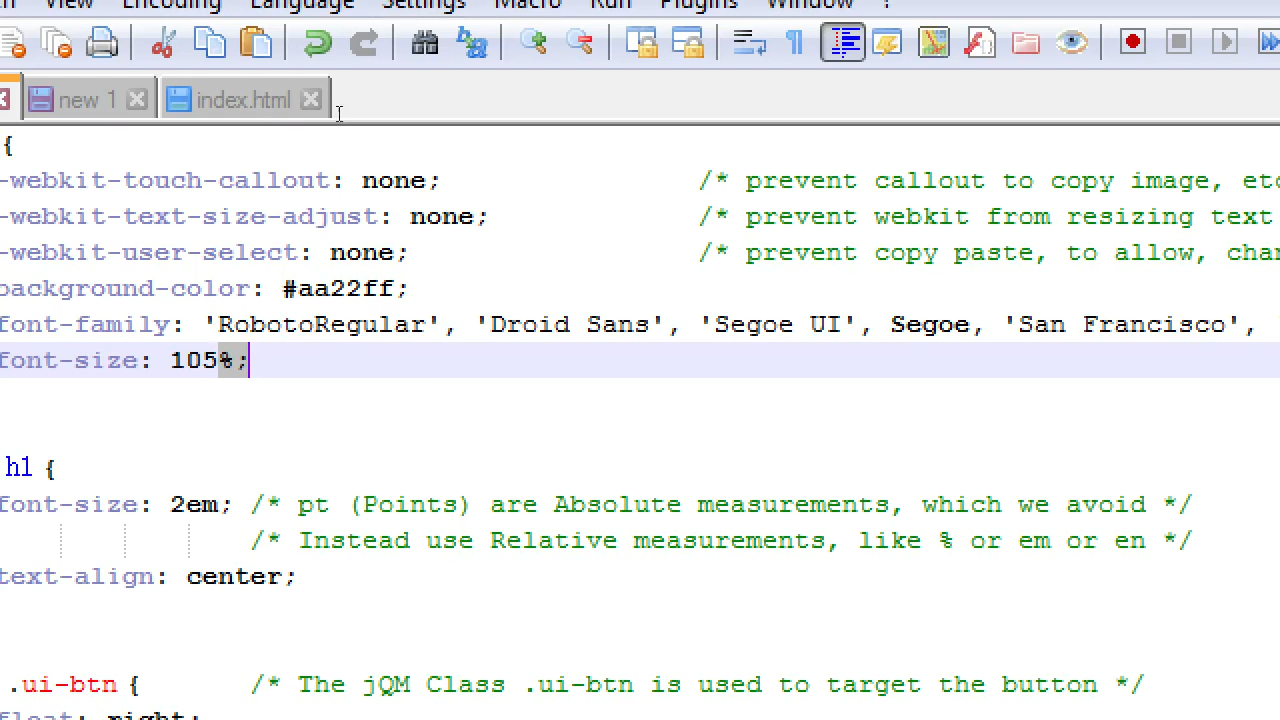 View Encoding Language Settings Macro Run Plugins Window ?
new 1 index.html
{
-webkit-touch-callout: none; /* prevent callout to copy image, etc
-webkit-text-size-adjust: none; /* prevent webkit from resizing text
-webkit-user-select: none; /* prevent copy paste, to allow, chan
background-color: #aa22ff;
font-family: 'RobotoRegular', 'Droid Sans', 'Segoe UI', Segoe, 'San Francisco', '
font-size: 105%;
h1 {
font-size: 2em; /* pt (Points) are Absolute measurements, which we avoid */
/* Instead use Relative measurements, like % or em or en */
text-align: center;
.ui-btn { /* The jQM Class .ui-btn is used to target the button */
float: right;